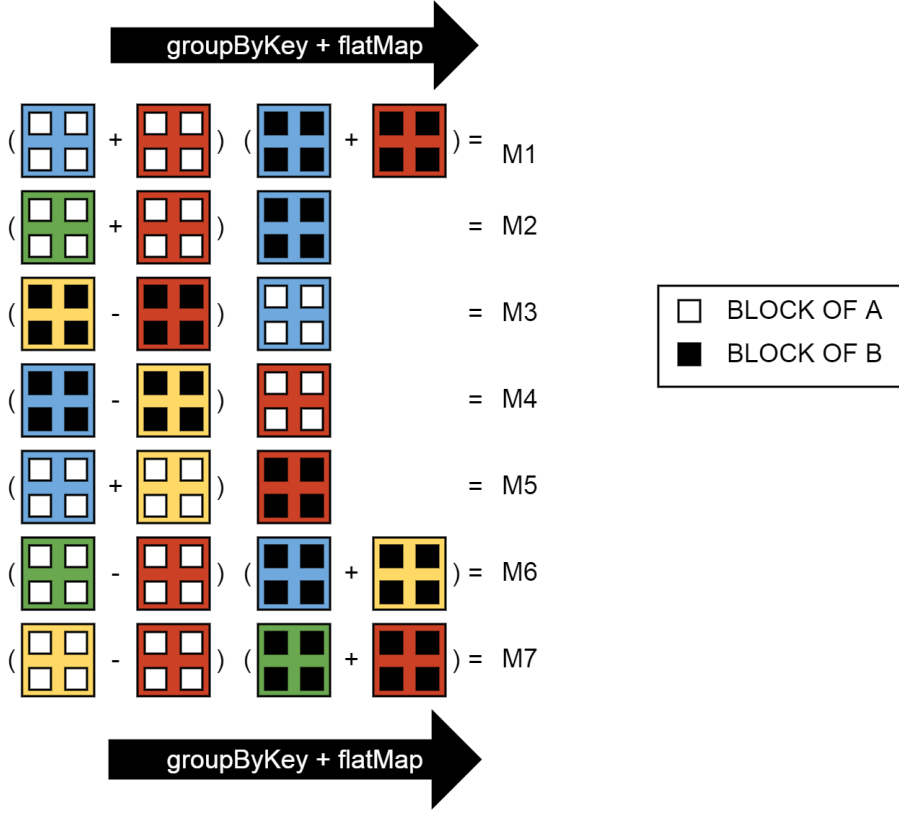 groupByKey + flatMap
( + ) ( + ) = M1
( + ) = M2
( - ) = M3
( - ) = M4
( + ) = M5
( - ) ( + ) = M6
( - ) ( + ) = M7
BLOCK OF A
BLOCK OF B
groupByKey + flatMap